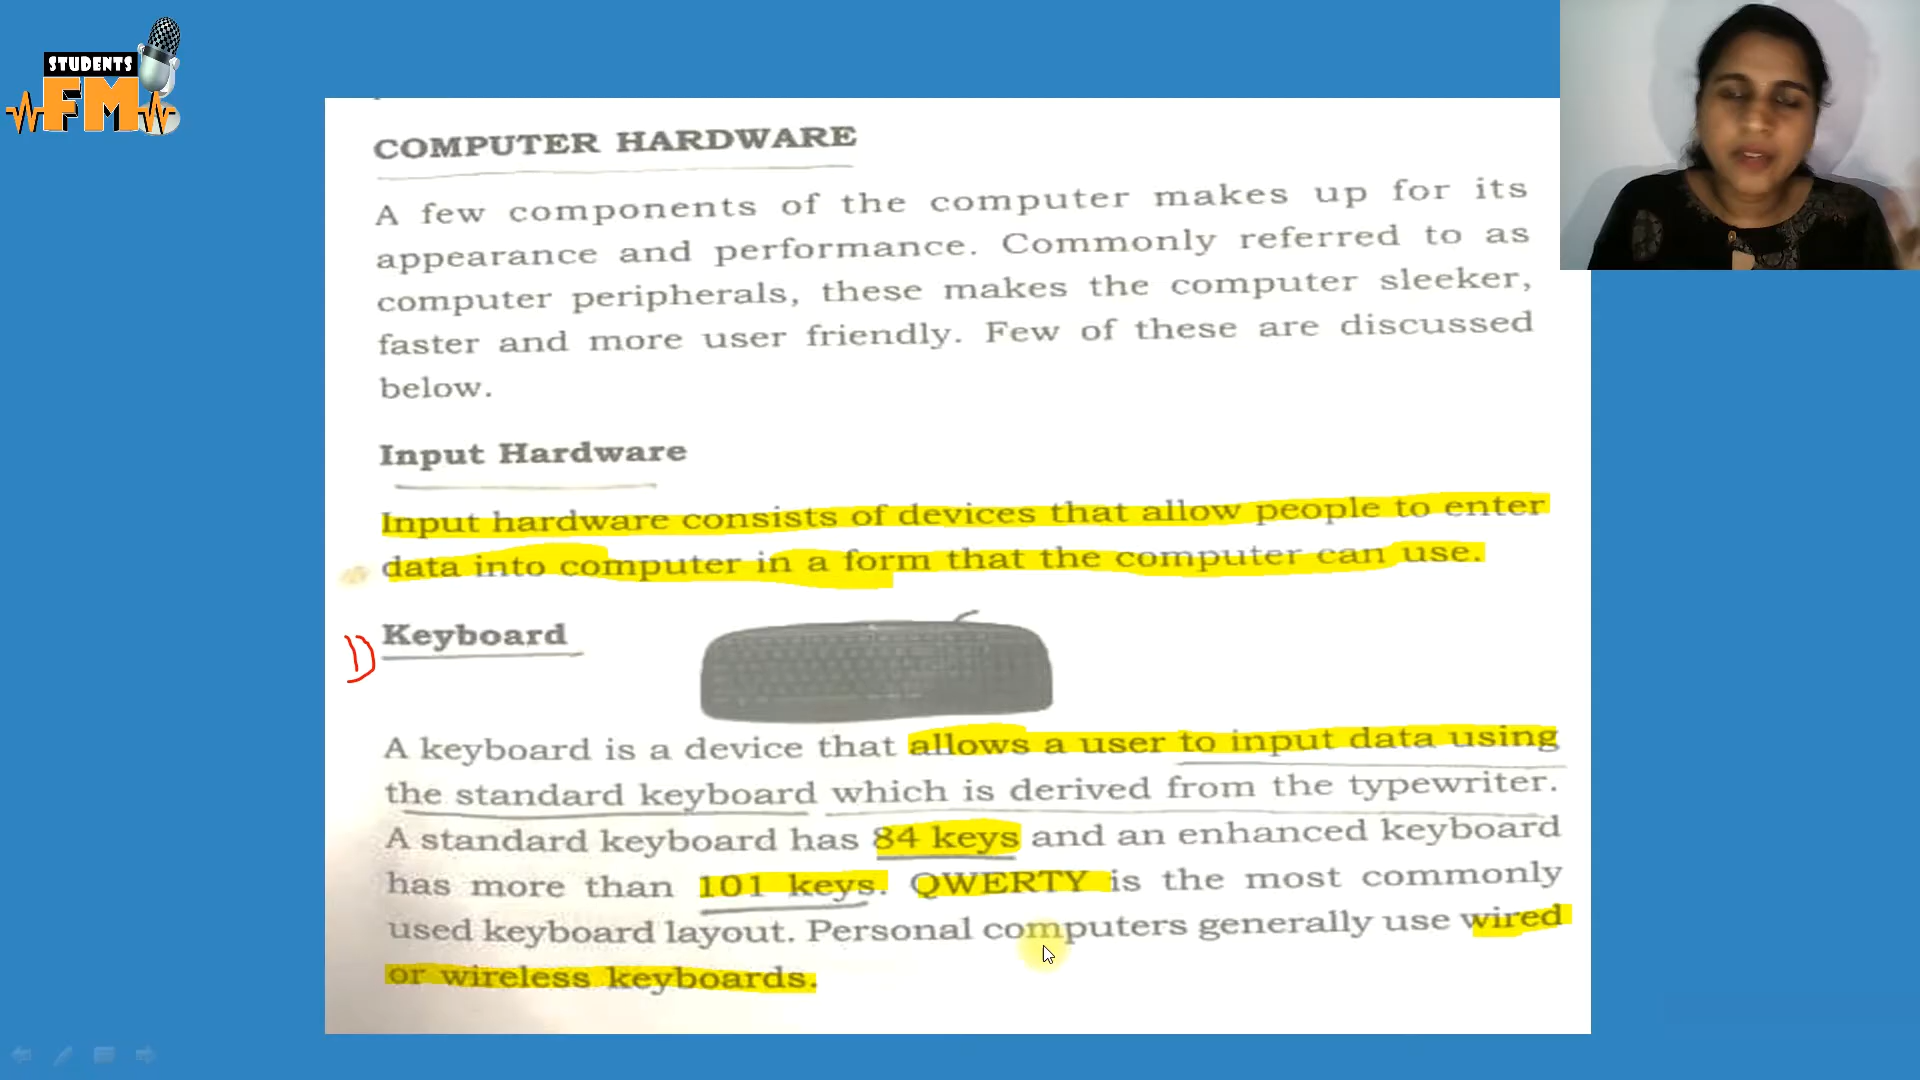 STUDENTS
FM
COMPUTER HARDWARE
A few components of the computer makes up for its
appearance and performance. Commonly referred to as
computer peripherals, these makes the computer sleeker,
faster and more user friendly. Few of these are discussed
below.
Input Hardware
Input hardware consists of devices that allow people to enter
data into computer in a form that the computer can use.
1) Keyboard
A keyboard is a device that allows a user to input data using
the standard keyboard which is derived from the typewriter.
A standard keyboard has 84 keys and an enhanced keyboard
has more than 101 keys. QWERTY is the most commonly
used keyboard layout. Personal computers generally use wired
or wireless keyboards.